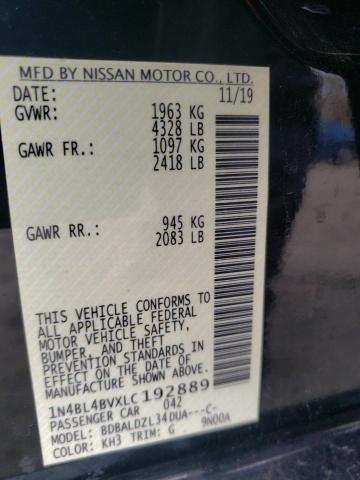 MFD BY NISSAN MOTOR CO., LTD.
DATE: 11/19
GVWR: 1963 KG
4328 LB
GAWR FR.: 1097 KG
2418 LB
GAWR RR.: 945 KG
2083 LB
THIS VEHICLE CONFORMS TO
ALL APPLICABLE FEDERAL
MOTOR VEHICLE SAFETY,
BUMPER, AND THEFT
PREVENTION STANDARDS IN
EFFECT ON THE DATE OF
MANUFACTURE SHOWN ABOVE.
1N4BL4BVXLC192889
PASSENGER CAR 042
MODEL: BDBALDZL34DUA---C-
COLOR: KH3 TRIM: G 9N00A